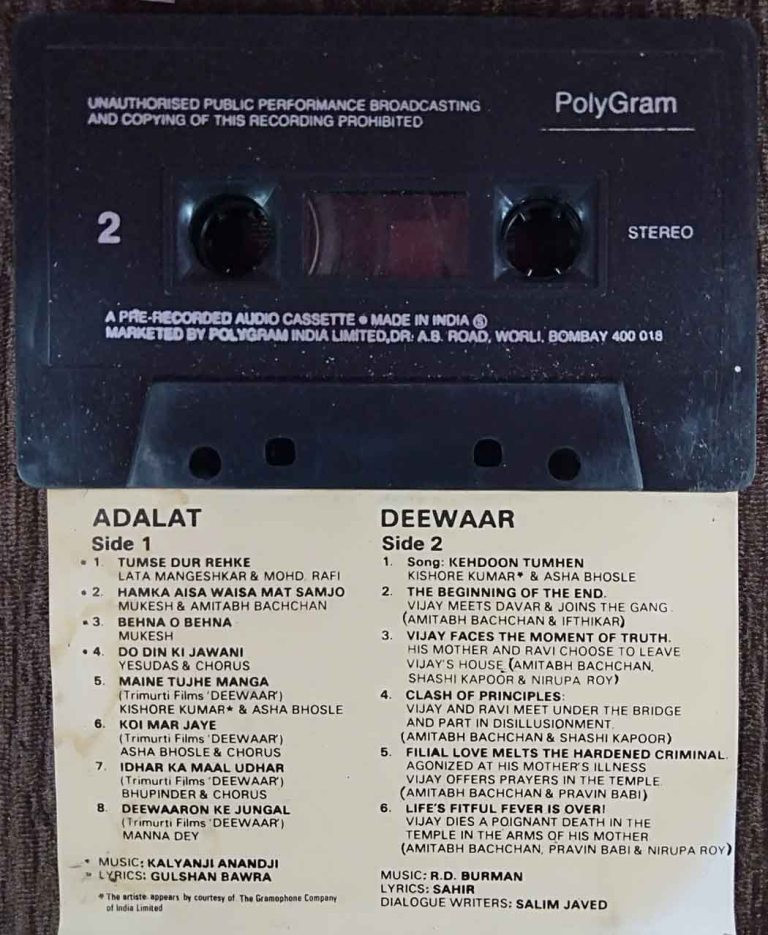 UNAUTHORISED PUBLIC PERFORMANCE BROADCASTING
AND COPYING OF THIS RECORDING PROHIBITED
PolyGram
2
STEREO
A PRE-RECORDED AUDIO CASSETTE • MADE IN INDIA Ⓢ
MARKETED BY POLYGRAM INDIA LIMITED,DR: A.B. ROAD, WORLI, BOMBAY 400 018
ADALAT
Side 1
• 1. TUMSE DUR REHKE
LATA MANGESHKAR & MOHD. RAFI
• 2. HAMKA AISA WAISA MAT SAMJO
MUKESH & AMITABH BACHCHAN
• 3. BEHNA O BEHNA
MUKESH
• 4. DO DIN KI JAWANI
YESUDAS & CHORUS
5. MAINE TUJHE MANGA
(Trimurti Films 'DEEWAAR')
KISHORE KUMAR* & ASHA BHOSLE
6. KOI MAR JAYE
(Trimurti Films 'DEEWAAR')
ASHA BHOSLE & CHORUS
7. IDHAR KA MAAL UDHAR
(Trimurti Films 'DEEWAAR')
BHUPINDER & CHORUS
8. DEEWAARON KE JUNGAL
(Trimurti Films 'DEEWAAR')
MANNA DEY
• MUSIC: KALYANJI ANANDJI
• LYRICS: GULSHAN BAWRA
* The artiste appears by courtesy of The Gramophone Company
of India Limited
DEEWAAR
Side 2
1. Song: KEHDOON TUMHEN
KISHORE KUMAR* & ASHA BHOSLE
2. THE BEGINNING OF THE END.
VIJAY MEETS DAVAR & JOINS THE GANG.
(AMITABH BACHCHAN & IFTHIKAR)
3. VIJAY FACES THE MOMENT OF TRUTH.
HIS MOTHER AND RAVI CHOOSE TO LEAVE
VIJAY'S HOUSE (AMITABH BACHCHAN,
SHASHI KAPOOR & NIRUPA ROY)
4. CLASH OF PRINCIPLES:
VIJAY AND RAVI MEET UNDER THE BRIDGE
AND PART IN DISILLUSIONMENT.
(AMITABH BACHCHAN & SHASHI KAPOOR)
5. FILIAL LOVE MELTS THE HARDENED CRIMINAL.
AGONIZED AT HIS MOTHER'S ILLNESS
VIJAY OFFERS PRAYERS IN THE TEMPLE.
(AMITABH BACHCHAN & PRAVIN BABI)
6. LIFE'S FITFUL FEVER IS OVER!
VIJAY DIES A POIGNANT DEATH IN THE
TEMPLE IN THE ARMS OF HIS MOTHER
(AMITABH BACHCHAN, PRAVIN BABI & NIRUPA ROY)
MUSIC: R.D. BURMAN
LYRICS: SAHIR
DIALOGUE WRITERS: SALIM JAVED